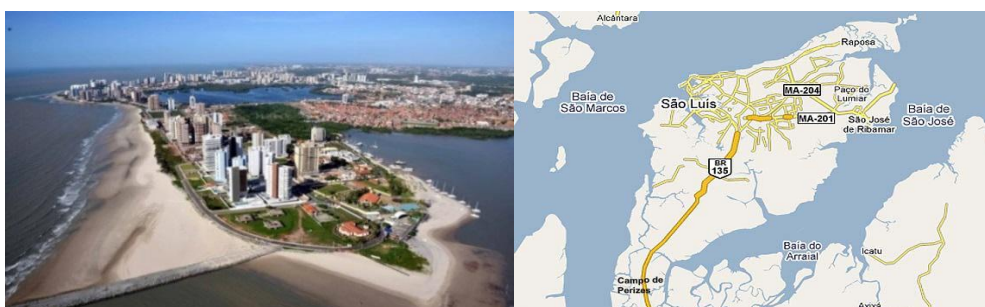 Alcântara
Raposa
MA-204
Baía de
São Marcos
Paço do
Lumiar
São Luís
MA-201
São José
de Ribamar
Baía de
São José
BR
135
Baía do
Arraial
Icatu
Campo de
Perizes
Axixá